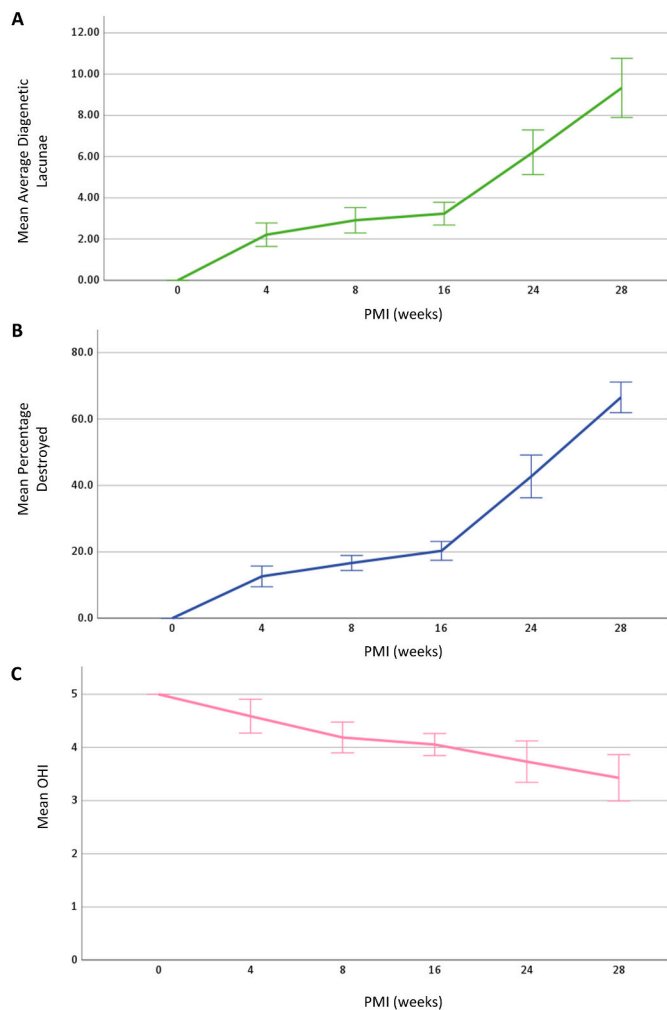 A
12.00
10.00
8.00
6.00
4.00
2.00
0.00
Mean Average Diagenetic
Lacunae
0 4 8 16 24 28
PMI (weeks)
B
80.0
60.0
40.0
20.0
0.0
Mean Percentage
Destroyed
0 4 8 16 24 28
PMI (weeks)
C
5
4
3
2
1
0
Mean OHI
0 4 8 16 24 28
PMI (weeks)